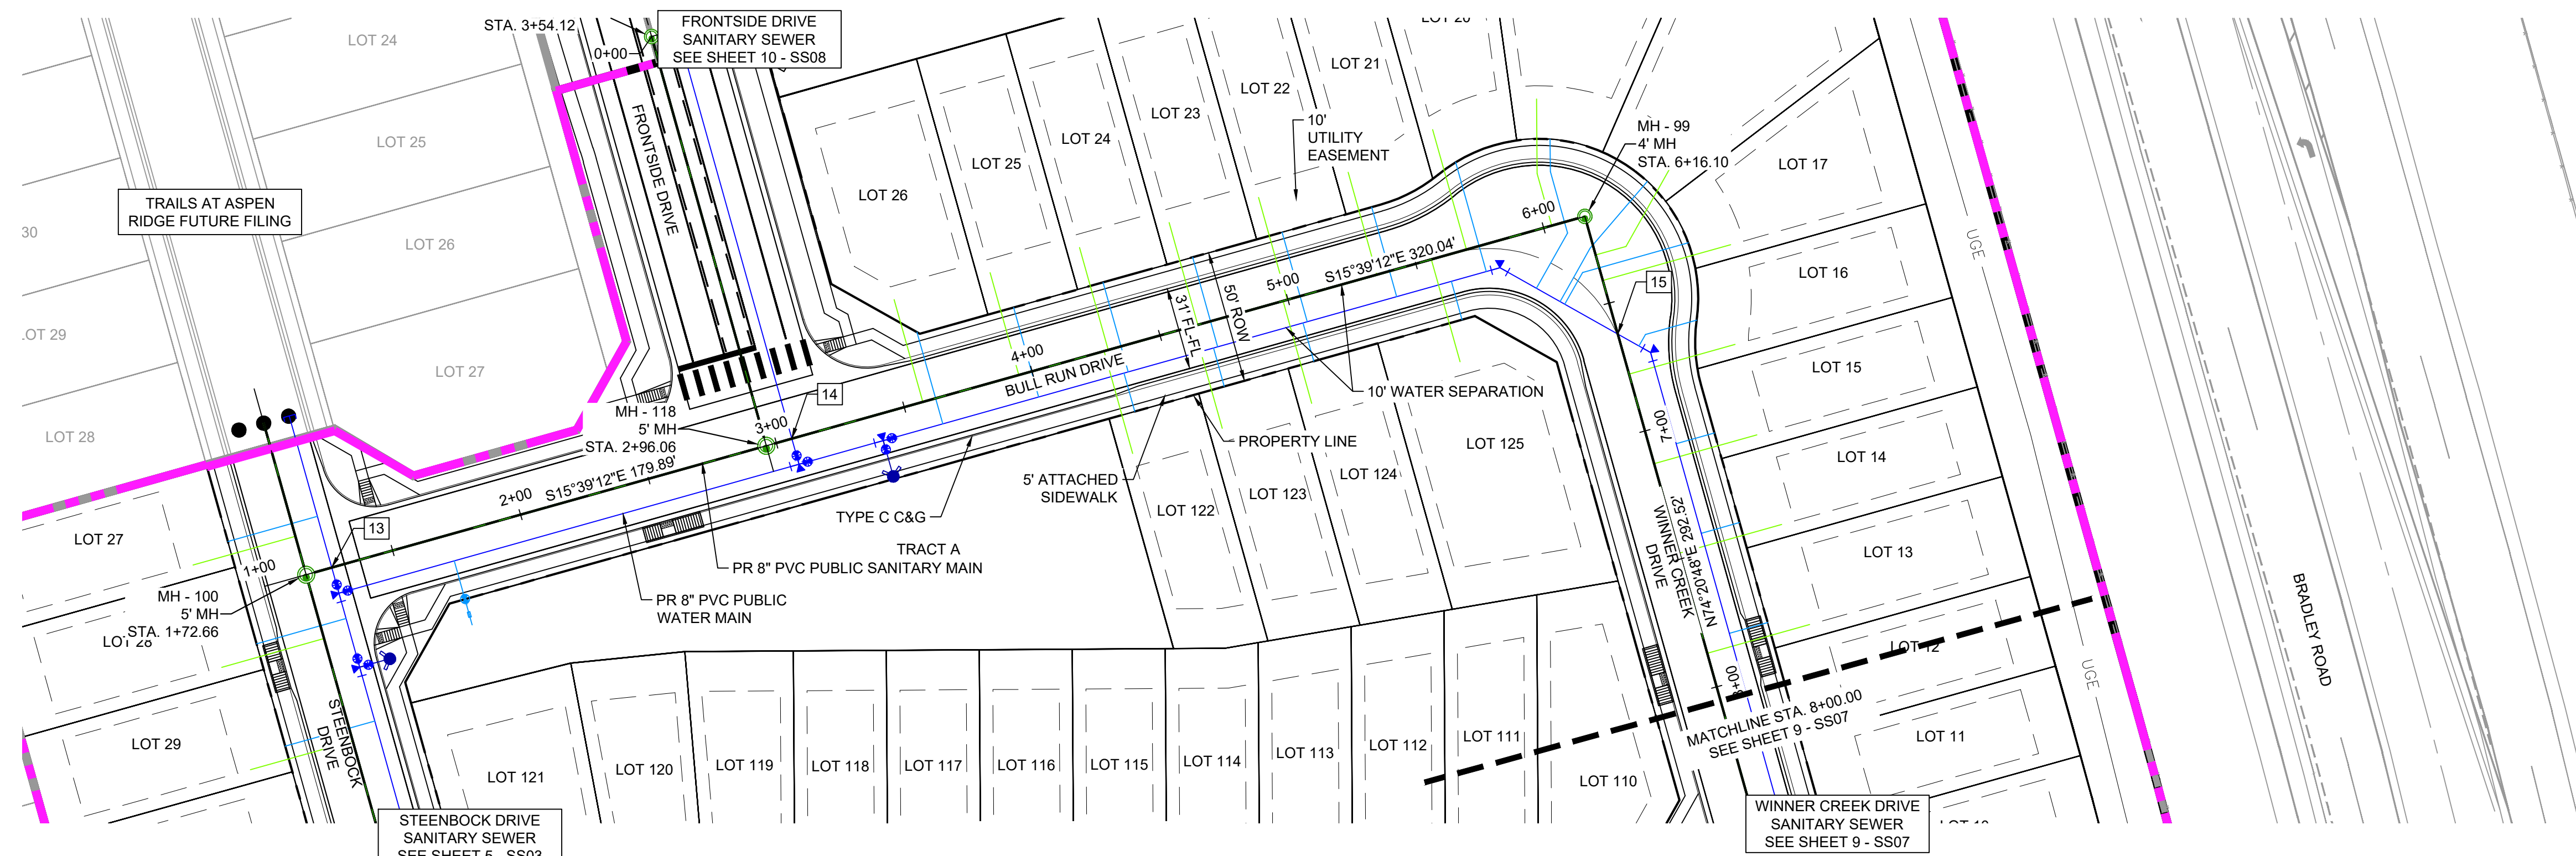 STA. 3+54.12
0+00
FRONTSIDE DRIVE
SANITARY SEWER
SEE SHEET 10 - SS08
LOT 24
LOT 25
LOT 26
LOT 27
30
LOT 29
LOT 28
TRAILS AT ASPEN
RIDGE FUTURE FILING
FRONTSIDE DRIVE
LOT 26
LOT 25
LOT 24
LOT 23
LOT 22
LOT 21
LOT 20
10'
UTILITY
EASEMENT
MH - 99
4' MH
STA. 6+16.10
LOT 17
LOT 16
LOT 15
LOT 14
LOT 13
LOT 12
LOT 11
UGE
UGE
BRADLEY ROAD
6+00
S15°39'12"E 320.04'
5+00
50' ROW
31' FL-FL
4+00
BULL RUN DRIVE
15
14
13
10' WATER SEPARATION
PROPERTY LINE
5' ATTACHED
SIDEWALK
TYPE C C&G
MH - 118
5' MH
STA. 2+96.06
3+00
S15°39'12"E 179.89'
2+00
1+00
MH - 100
5' MH
STA. 1+72.66
LOT 27
LOT 28
LOT 29
TRACT A
PR 8" PVC PUBLIC SANITARY MAIN
PR 8" PVC PUBLIC
WATER MAIN
LOT 122
LOT 123
LOT 124
LOT 125
7+00
N74°20'48"E 292.52'
WINNER CREEK
DRIVE
8+00
MATCHLINE STA. 8+00.00
SEE SHEET 9 - SS07
STEENBOCK
DRIVE
LOT 121
LOT 120
LOT 119
LOT 118
LOT 117
LOT 116
LOT 115
LOT 114
LOT 113
LOT 112
LOT 111
LOT 110
STEENBOCK DRIVE
SANITARY SEWER
SEE SHEET 5 - SS03
WINNER CREEK DRIVE
SANITARY SEWER
SEE SHEET 9 - SS07